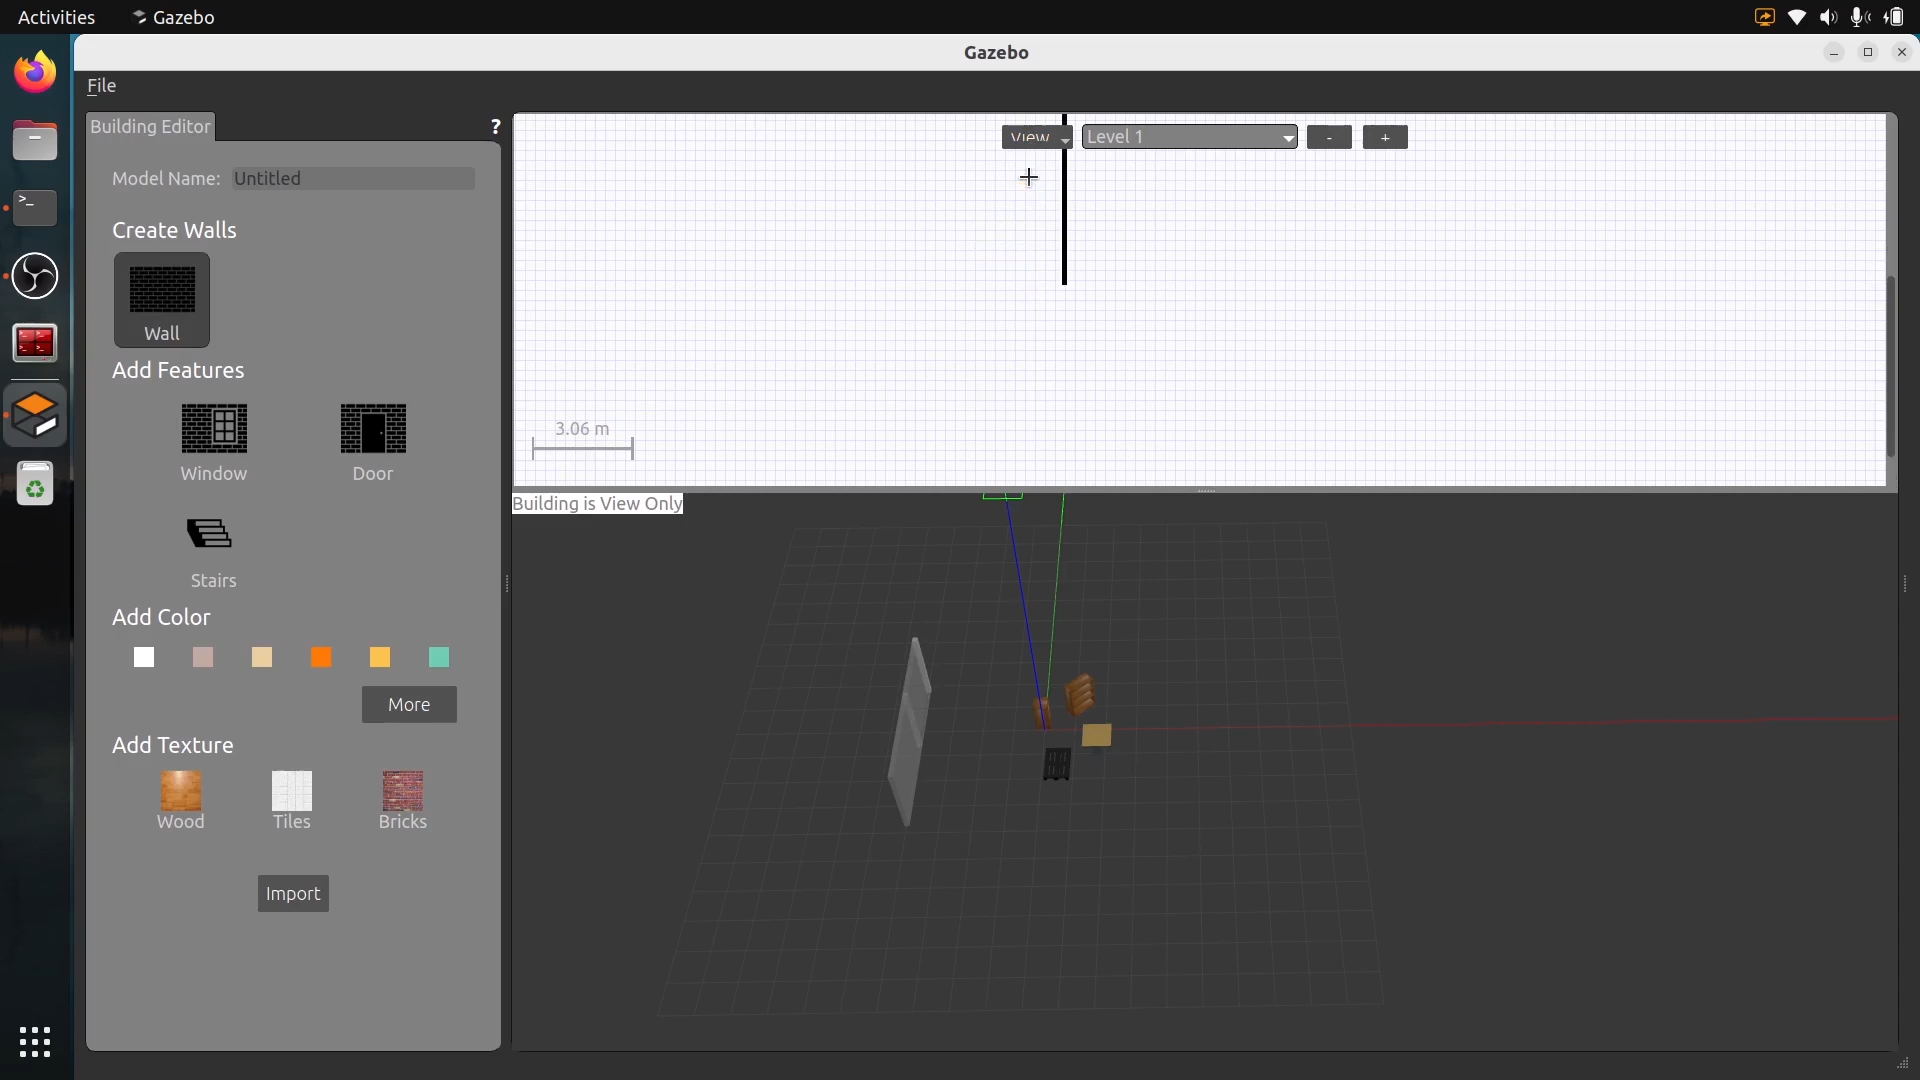 Activities
Gazebo
Gazebo
File
Building Editor
?
Model Name: Untitled
Create Walls
Wall
Add Features
Window
Door
Stairs
Add Color
More
Add Texture
Wood
Tiles
Bricks
Import
View
Level 1
-
+
3.06 m
Building is View Only